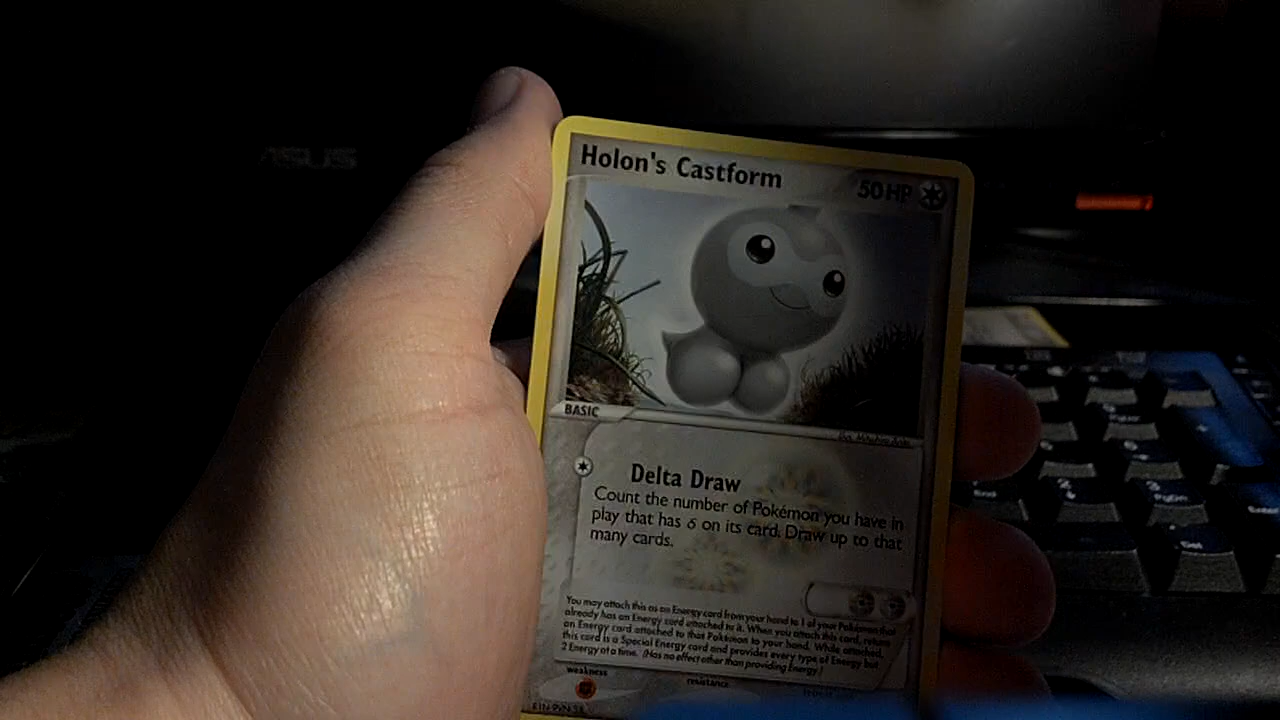 ASUS
Holon's Castform
50 HP
BASIC
Delta Draw
Count the number of Pokémon you have in
play that has δ on its card. Draw up to that
many cards.
You may attach this as an Energy card from your hand to 1 of your Pokémon that
already has an Energy card attached to it. When you attach this card, return
an Energy card attached to that Pokémon to your hand. While attached,
this card is a Special Energy card and provides every type of Energy but
2 Energy at a time. (Has no effect other than providing Energy.)
weakness
resistance
End
PgDn
Enter
Del